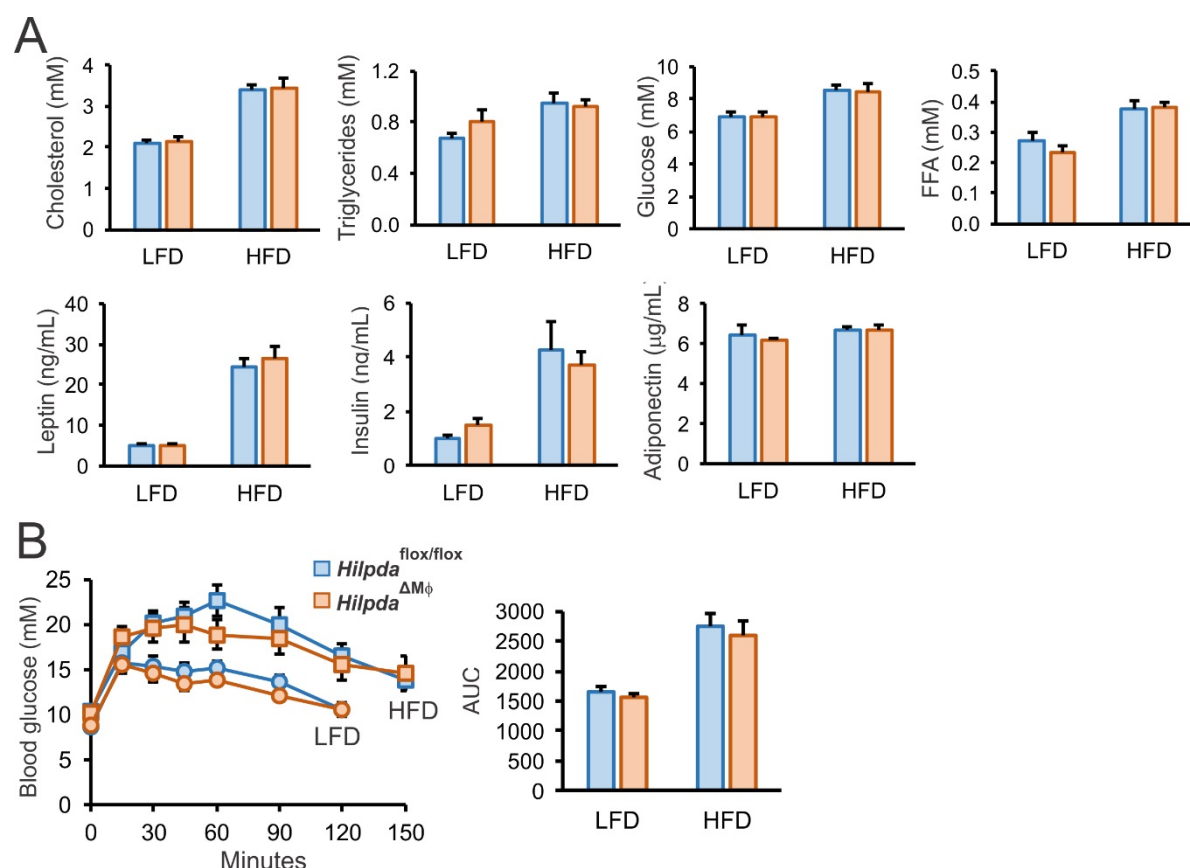 A
Cholesterol (mM)
4
3
2
1
0
LFD HFD
Triglycerides (mM)
1.2
0.8
0.4
0.0
LFD HFD
Glucose (mM)
10
8
6
4
2
0
LFD HFD
FFA (mM)
0.5
0.4
0.3
0.2
0.1
0.0
LFD HFD
Leptin (ng/mL)
40
30
20
10
0
LFD HFD
Insulin (ng/mL)
6
4
2
0
LFD HFD
Adiponectin (µg/mL)
8
6
4
2
0
LFD HFD
B
Hilpda flox/flox
Hilpda ΔMϕ
Blood glucose (mM)
25
20
15
10
5
0
HFD
LFD
0 30 60 90 120 150
Minutes
AUC
3000
2500
2000
1500
1000
500
0
LFD HFD